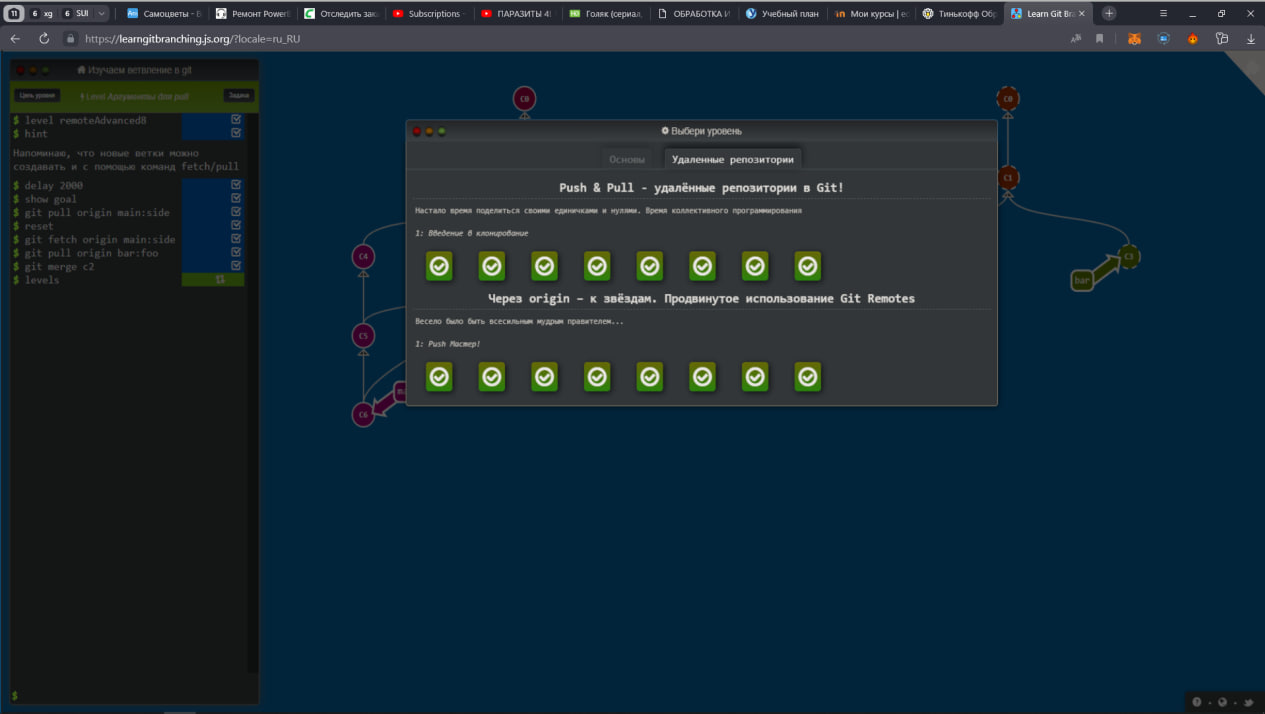 11 6 xg 6 SUI Самоцветы - В Ремонт PowerB Отследить зака Subscriptions - ПАРАЗИТЫ 4! Голяк (сериал, ОБРАБОТКА И Учебный план Мои курсы | ес Тинькофф Обр Learn Git Bra
https://learngitbranching.js.org/?locale=ru_RU
Изучаем ветвление в git
Цель уровня Level Аргументы для pull Задача
$ level remoteAdvanced8
$ hint
Напоминаю, что новые ветки можно
создавать и с помощью команд fetch/pull
$ delay 2000
$ show goal
$ git pull origin main:side
$ reset
$ git fetch origin main:side
$ git pull origin bar:foo
$ git merge c2
$ levels
$
C0
C4
C5
C6
Выбери уровень
Основы Удаленные репозитории
Push & Pull - удалённые репозитории в Git!
Настало время поделиться своими единичками и нулями. Время коллективного программирования
1: Введение в клонирование
Через origin – к звёздам. Продвинутое использование Git Remotes
Весело было быть всесильным мудрым правителем...
1: Push Мастер!
C0
C1
C3
bar